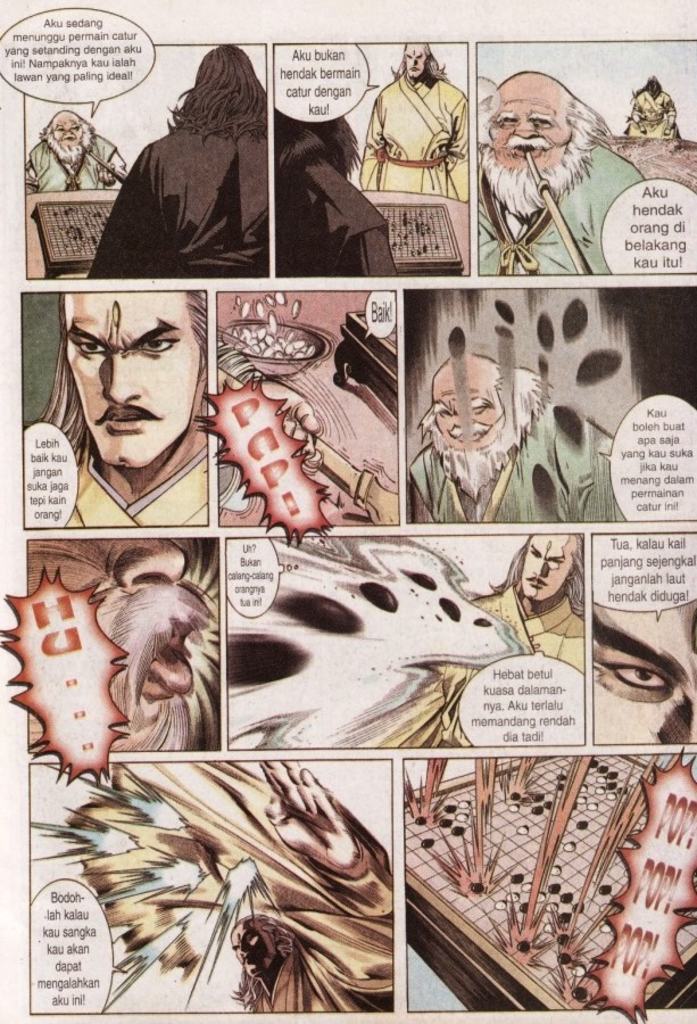 Aku sedang
menunggu permain catur
yang setanding dengan aku
ini! Nampaknya kau ialah
lawan yang paling ideal!
Aku bukan
hendak bermain
catur dengan
kau!
Aku
hendak
orang di
belakang
kau itu!
Lebih
baik kau
jangan
suka jaga
tepi kain
orang!
Baik!
PAP!
Kau
boleh buat
apa saja
yang kau suka
jika kau
menang dalam
permainan
catur ini!
HU....
Uh?
Bukan
calang-calang
orangnya
tua ini!
Hebat betul
kuasa dalaman-
nya. Aku terlalu
memandang rendah
dia tadi!
Tua, kalau kail
panjang sejengkal
janganlah laut
hendak diduga!
Bodoh-
-lah kalau
kau sangka
kau akan
dapat
mengalahkan
aku ini!
POP!
POP!
POP!